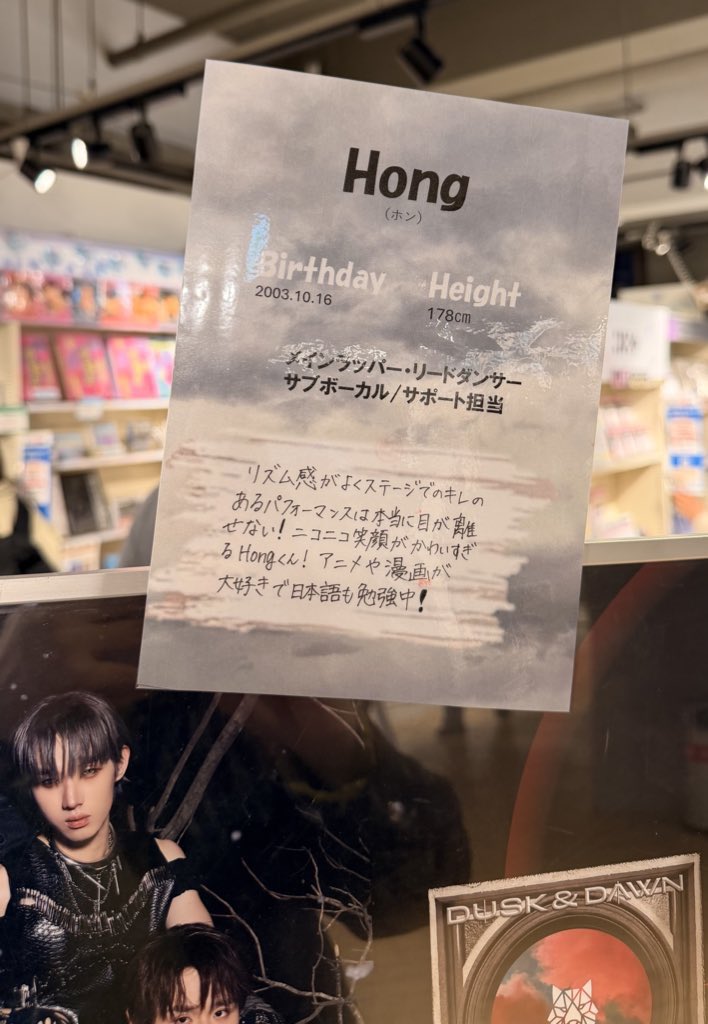 Hong
(ホン)
Birthday
Height
2003.10.16
178cm
メインラッパー・リードダンサー
サブボーカル/サポート担当
リズム感がよくステージでのキレの
あるパフォーマンスは本当に目が離
せない!ニコニコ笑顔がかわいすぎ
るHongくん!アニメや漫画が
大好きで日本語も勉強中!
DUSK & DAWN